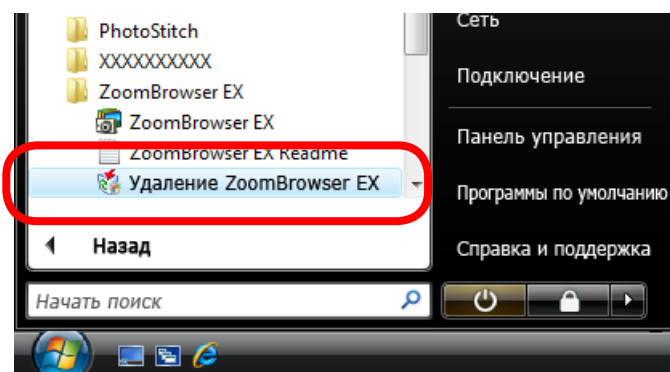 PhotoStitch
XXXXXXXXXX
ZoomBrowser EX
ZoomBrowser EX
ZoomBrowser EX Readme
Удаление ZoomBrowser EX
Назад
Начать поиск
Сеть
Подключение
Панель управления
Программы по умолчанию
Справка и поддержка